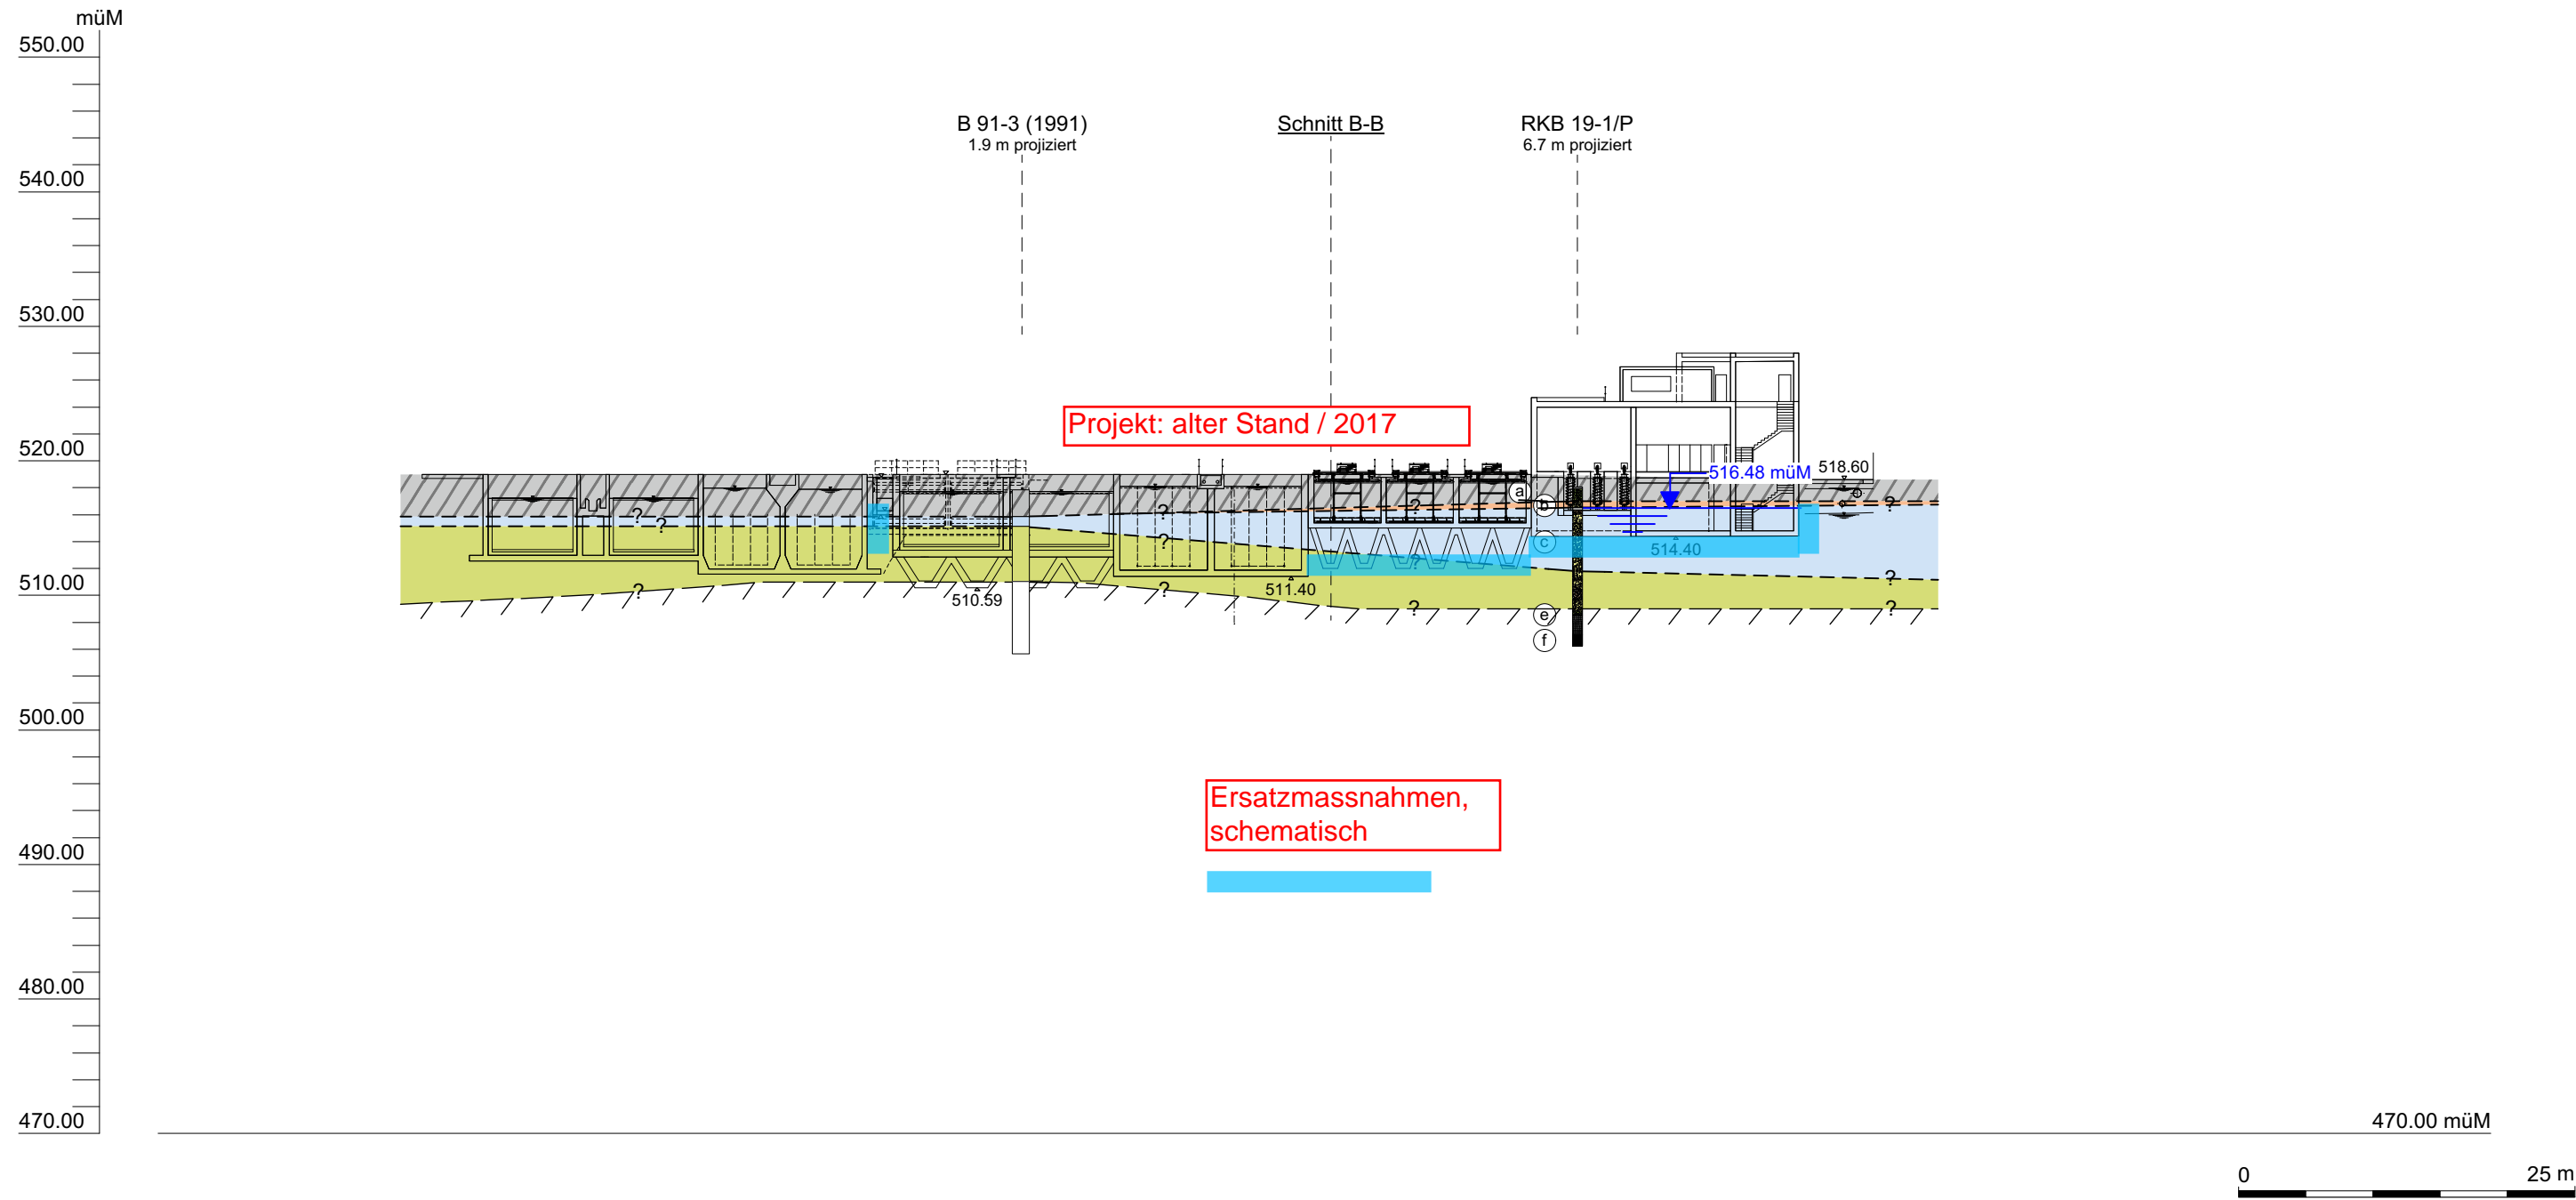 müM
550.00
540.00
530.00
520.00
510.00
500.00
490.00
480.00
470.00
B 91-3 (1991)
1.9 m projiziert
Schnitt B-B
RKB 19-1/P
6.7 m projiziert
Projekt: alter Stand / 2017
516.48 müM
518.60
a
b
c
e
f
?
?
?
?
?
?
?
?
?
?
?
?
514.40
510.59
511.40
Ersatzmassnahmen,
schematisch
470.00 müM
0
25 m